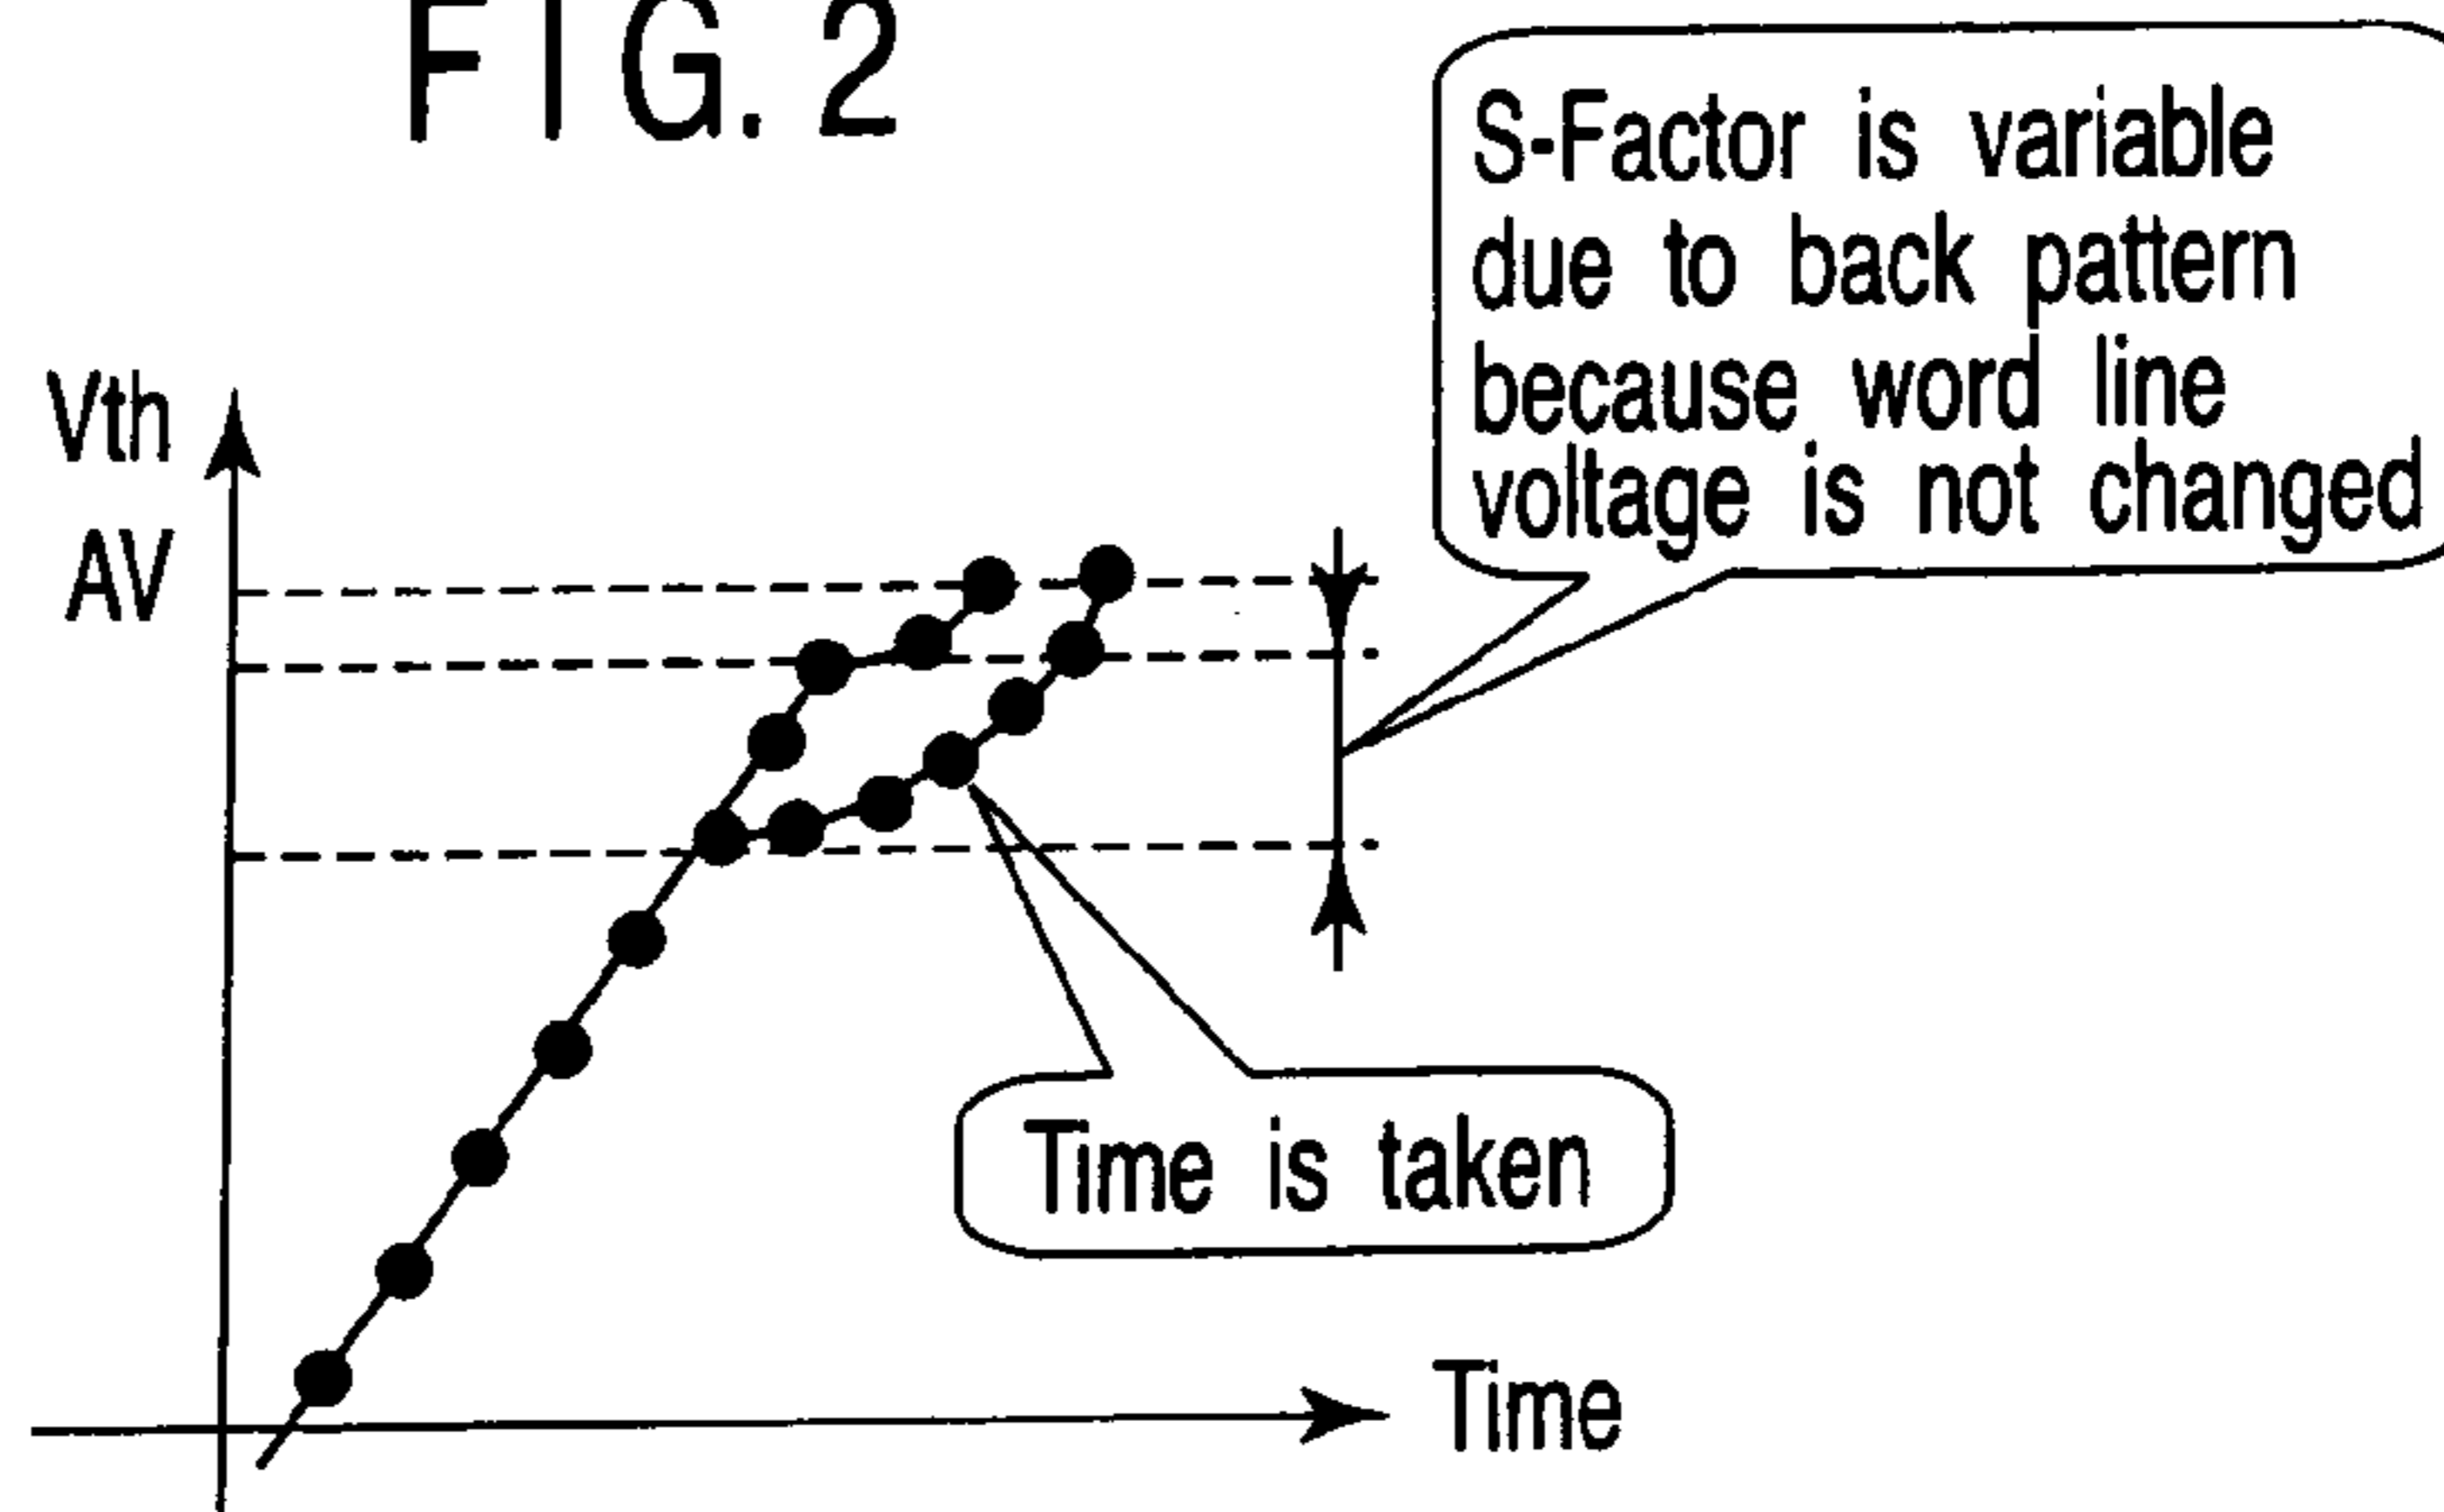 FIG. 2
S-Factor is variable
due to back pattern
because word line
voltage is not changed
Vth
AV
Time is taken
Time